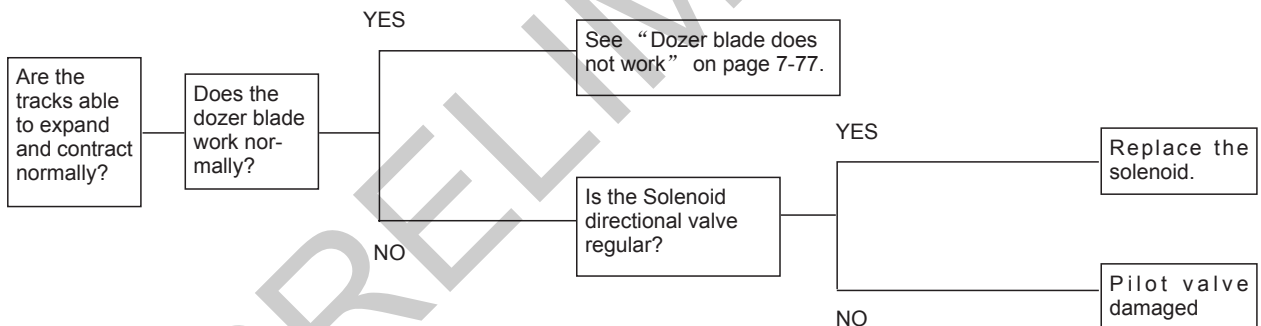 YES
See “Dozer blade does
not work” on page 7-77.
Are the
tracks able
to expand
and contract
normally?
Does the
dozer blade
work nor-
mally?
YES
Replace the
solenoid.
Is the Solenoid
directional valve
regular?
NO
Pilot valve
damaged
NO